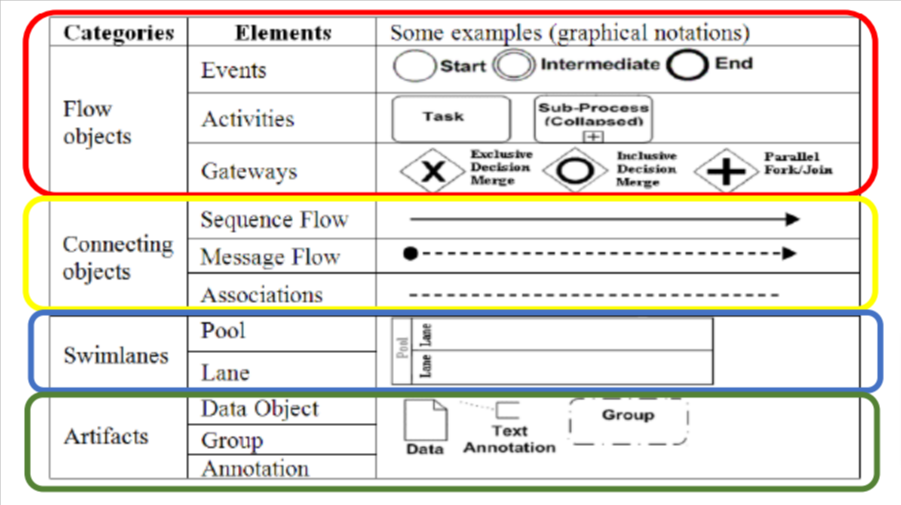 Categories Elements Some examples (graphical notations)
Flow
objects
Events
Start Intermediate End
Activities
Task
Sub-Process
(Collapsed)
Gateways
X
Exclusive
Decision
Merge
Inclusive
Decision
Merge
Parallel
Fork/Join
Connecting
objects
Sequence Flow
Message Flow
Associations
Swimlanes
Pool
Lane
Pool
Lane
Lane
Artifacts
Data Object
Group
Annotation
Data
Text
Annotation
Group